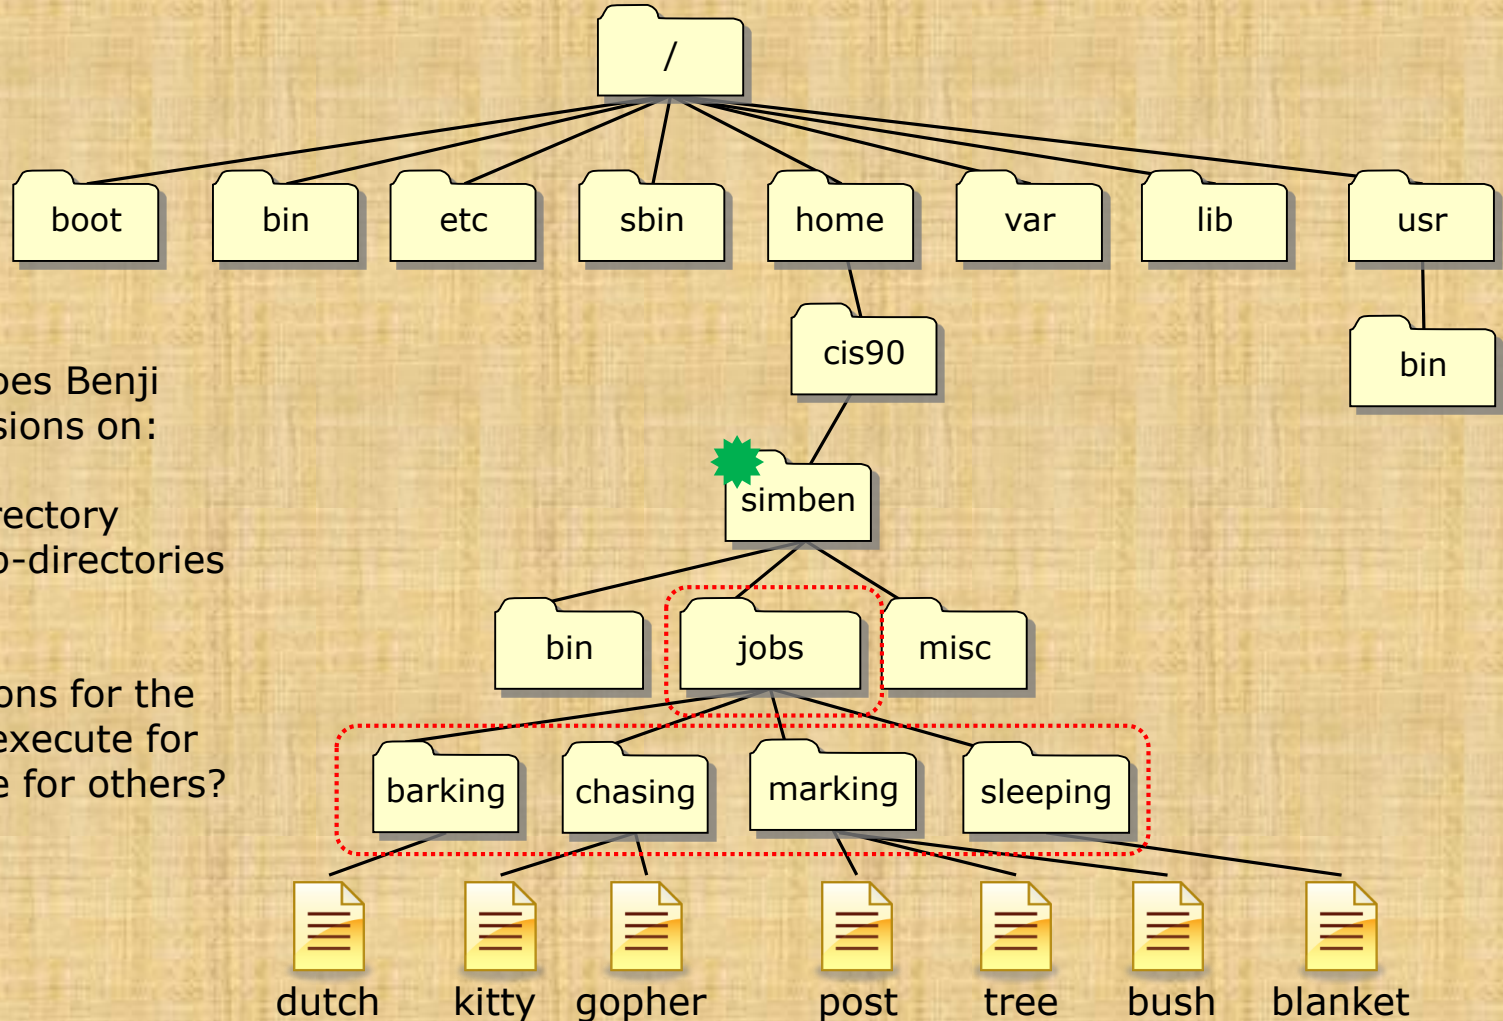 /
boot bin etc sbin home var lib usr
cis90 bin
oes Benji
sions on:
simben
rectory
o-directories
bin jobs misc
ons for the
execute for
e for others?
barking chasing marking sleeping
dutch kitty gopher post tree bush blanket